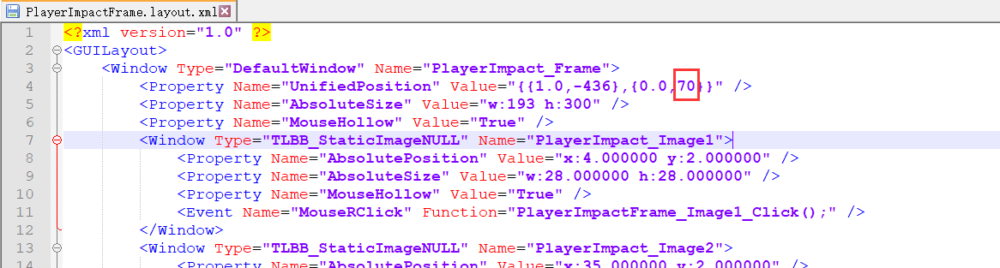 PlayerImpactFrame.layout.xml
1 <?xml version="1.0" ?>
2 <GUILayout>
3 <Window Type="DefaultWindow" Name="PlayerImpact_Frame">
4 <Property Name="UnifiedPosition" Value="{{1.0,-436},{0.0,70}}" />
5 <Property Name="AbsoluteSize" Value="w:193 h:300" />
6 <Property Name="MouseHollow" Value="True" />
7 <Window Type="TLBB_StaticImageNULL" Name="PlayerImpact_Image1">
8 <Property Name="AbsolutePosition" Value="x:4.000000 y:2.000000" />
9 <Property Name="AbsoluteSize" Value="w:28.000000 h:28.000000" />
10 <Property Name="MouseHollow" Value="True" />
11 <Event Name="MouseRClick" Function="PlayerImpactFrame_Image1_Click();" />
12 </Window>
13 <Window Type="TLBB_StaticImageNULL" Name="PlayerImpact_Image2">
14 <Property Name="AbsolutePosition" Value="x:35.000000 y:2.000000" />